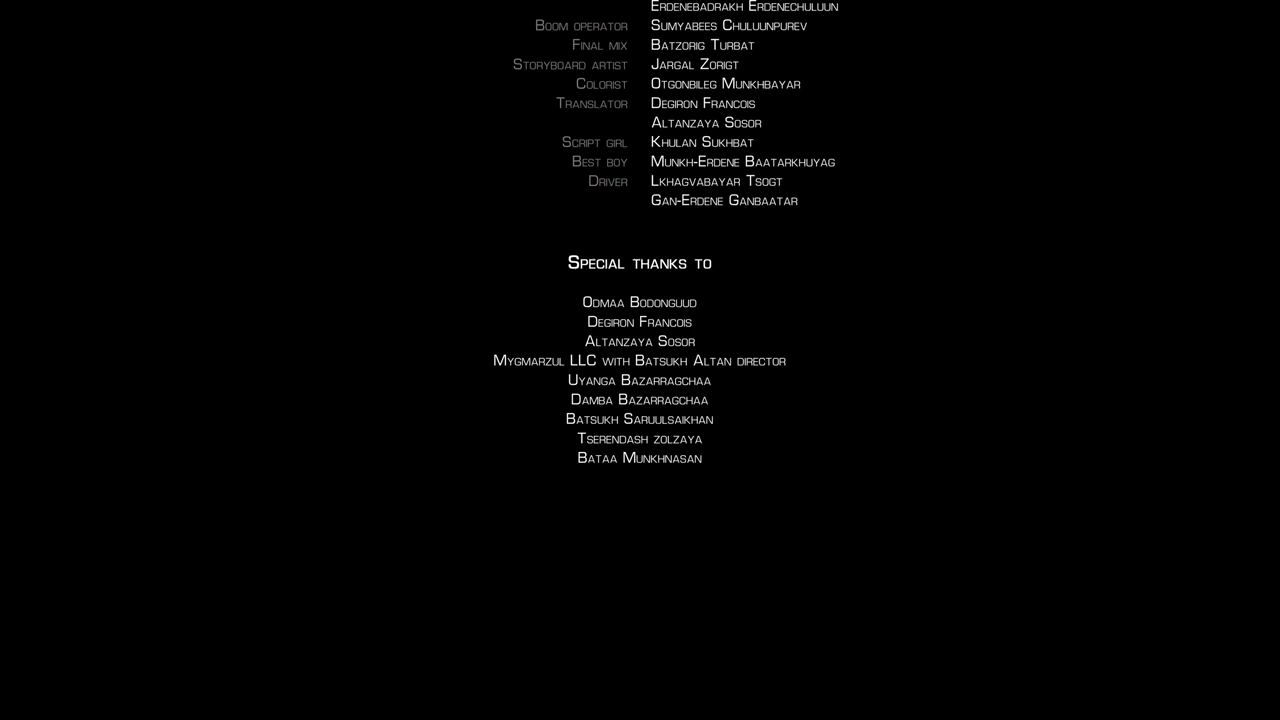 Erdenebadrakh Erdenechuluun
Boom operator Sumyabees Chuluunpurev
Final mix Batzorig Turbat
Storyboard artist Jargal Zorigt
Colorist Otgonbileg Munkhbayar
Translator Degiron Francois
Altanzaya Sosor
Script girl Khulan Sukhbat
Best boy Munkh-Erdene Baatarkhuyag
Driver Lkhagvabayar Tsogt
Gan-Erdene Ganbaatar
Special thanks to
Odmaa Bodonguud
Degiron Francois
Altanzaya Sosor
Mygmarzul LLC with Batsukh Altan director
Uyanga Bazarragchaa
Damba Bazarragchaa
Batsukh Saruulsaikhan
Tserendash zolzaya
Bataa Munkhnasan